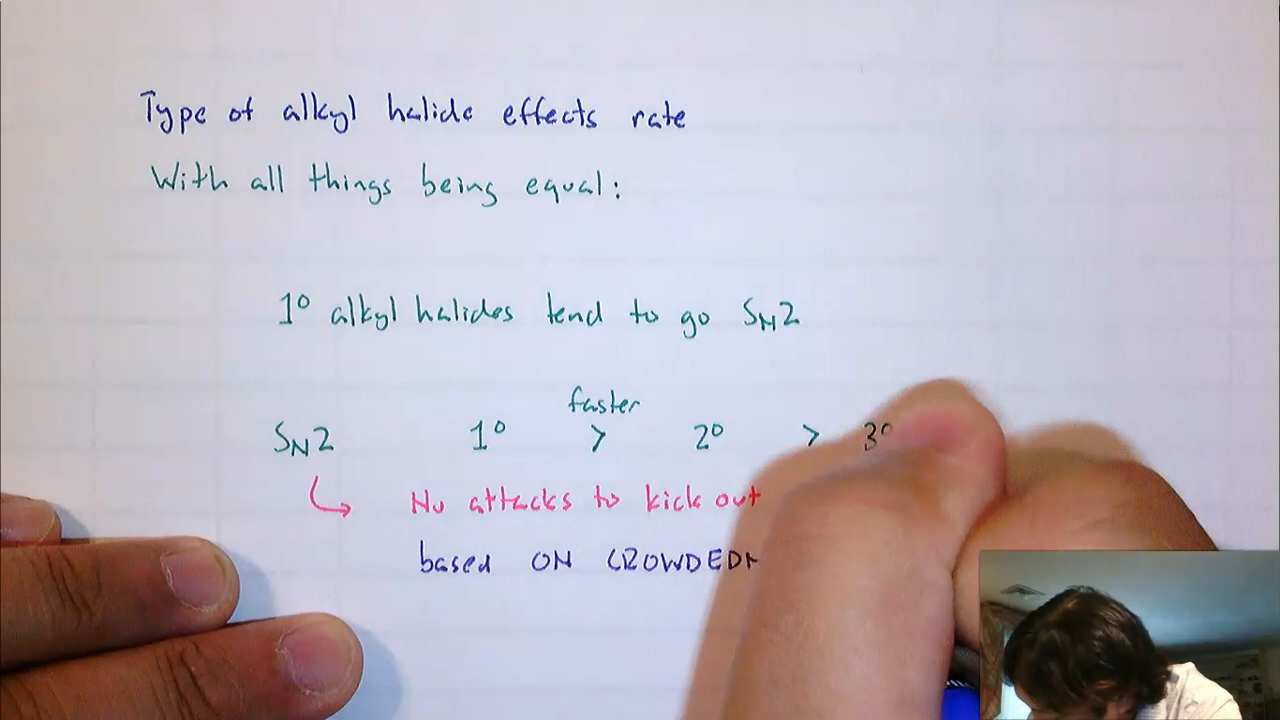 Type of alkyl halide effects rate
With all things being equal:
1° alkyl halides tend to go SN2
faster
SN2 1° > 2° > 3°
Nu attacks to kick out
based ON